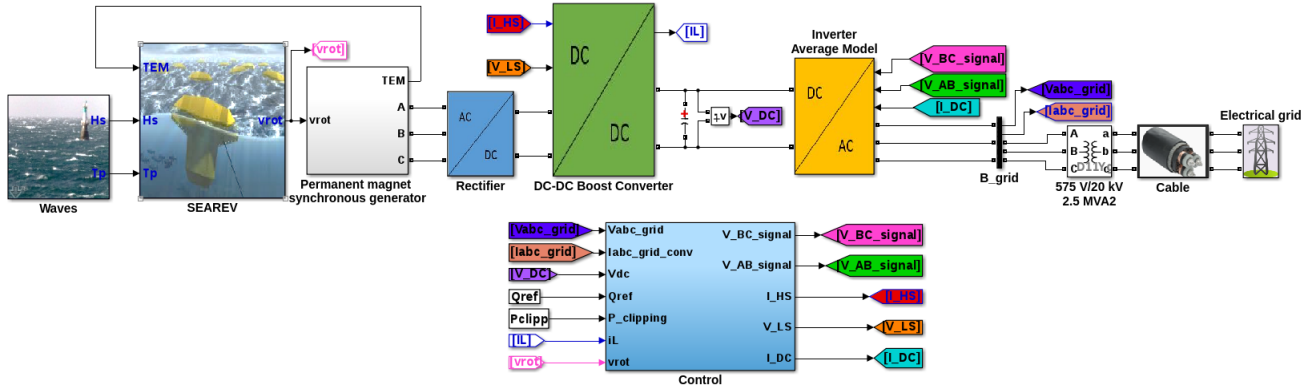 [vrot]
TEM
Hs
Tp
vrot
Hs
Tp
Waves
SEAREV
vrot
TEM
A
B
C
Permanent magnet
synchronous generator
AC
DC
Rectifier
[I_HS]
[V_LS]
DC
DC
DC-DC Boost Converter
[IL]
[V_DC]
Inverter
Average Model
DC
AC
[V_BC_signal]
[V_AB_signal]
[I_DC]
[Vabc_grid]
[Iabc_grid]
B_grid
A
B
C
a
b
c
575 V/20 kV
2.5 MVA2
Cable
Electrical grid
[Vabc_grid]
[Iabc_grid]
[V_DC]
Qref
Pclipp
[IL]
[vrot]
Vabc_grid
Iabc_grid_conv
Vdc
Qref
P_clipping
iL
vrot
V_BC_signal
V_AB_signal
I_HS
V_LS
I_DC
[V_BC_signal]
[V_AB_signal]
[I_HS]
[V_LS]
[I_DC]
Control